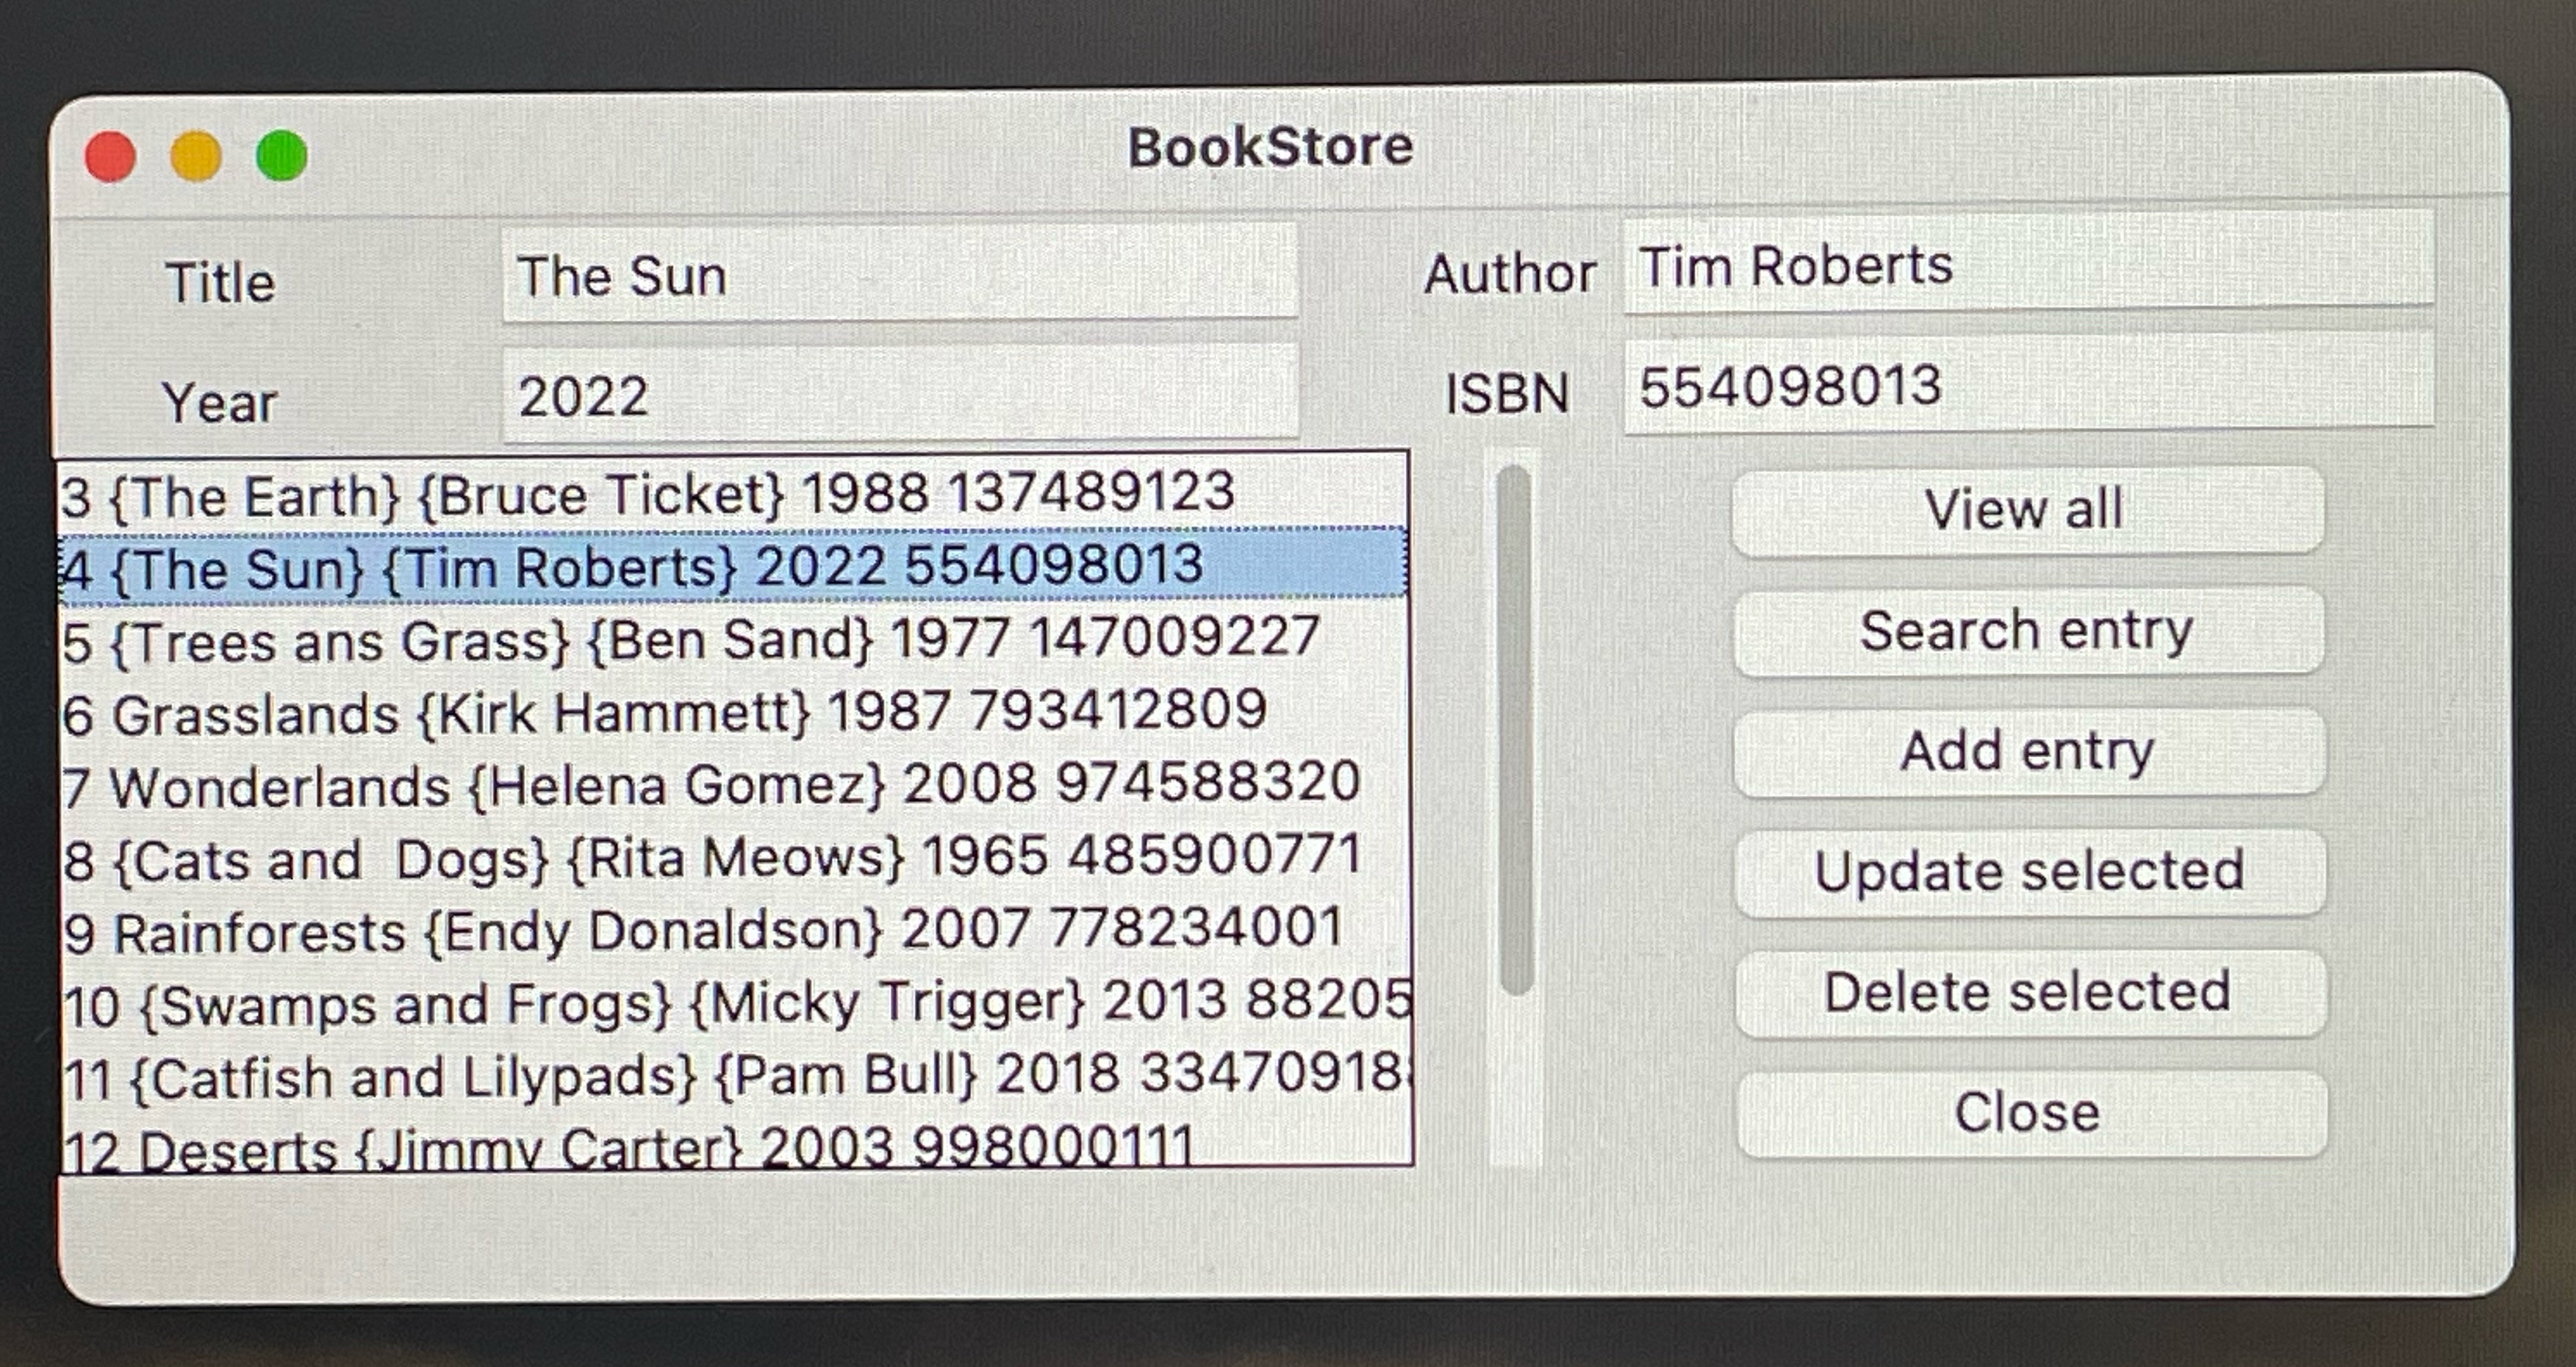 BookStore
Title The Sun Author Tim Roberts
Year 2022 ISBN 554098013
3 {The Earth} {Bruce Ticket} 1988 137489123
4 {The Sun} {Tim Roberts} 2022 554098013
5 {Trees ans Grass} {Ben Sand} 1977 147009227
6 Grasslands {Kirk Hammett} 1987 793412809
7 Wonderlands {Helena Gomez} 2008 974588320
8 {Cats and  Dogs} {Rita Meows} 1965 485900771
9 Rainforests {Endy Donaldson} 2007 778234001
10 {Swamps and Frogs} {Micky Trigger} 2013 88205
11 {Catfish and Lilypads} {Pam Bull} 2018 33470918
12 Deserts {Jimmy Carter} 2003 998000111
View all
Search entry
Add entry
Update selected
Delete selected
Close